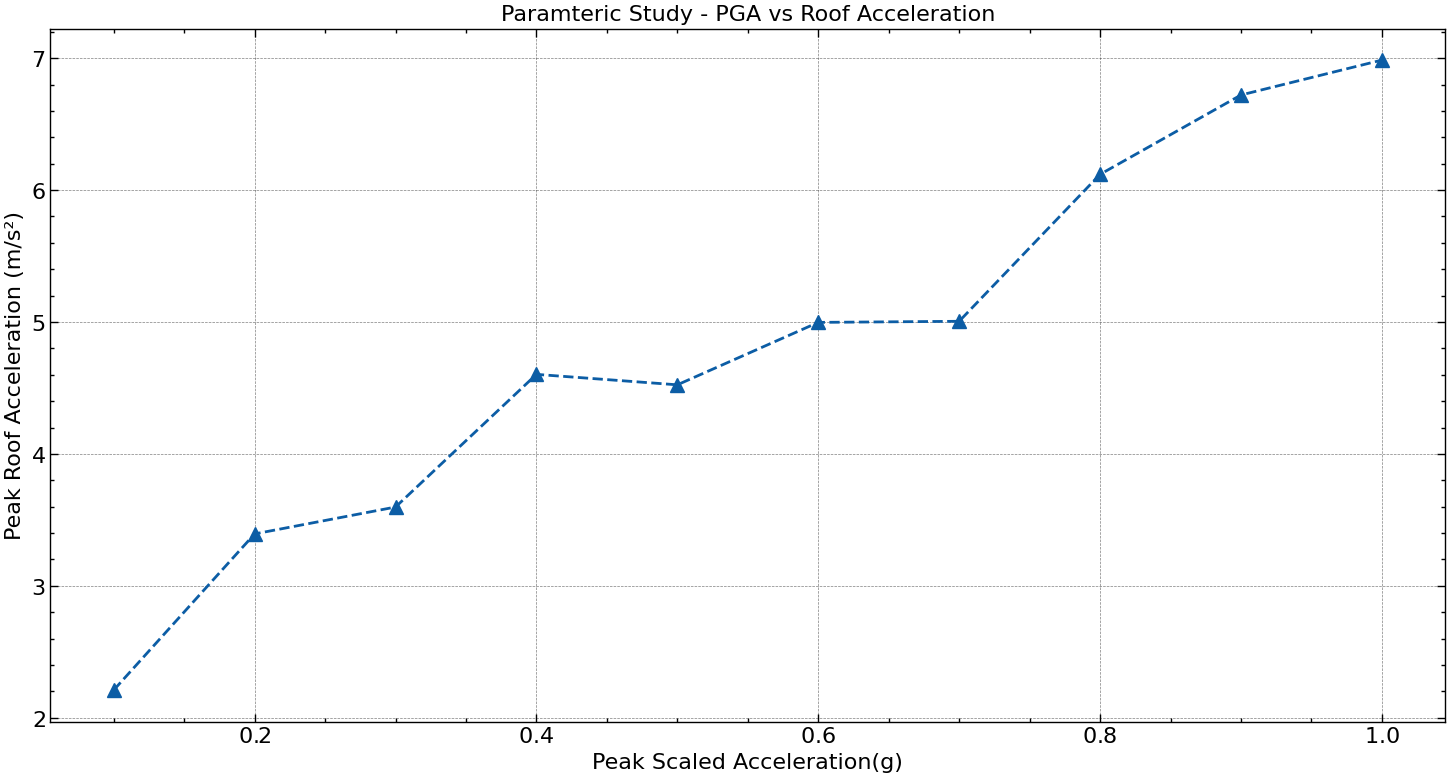 Paramteric Study - PGA vs Roof Acceleration
Peak Roof Acceleration (m/s²)
7
6
5
4
3
2
0.2 0.4 0.6 0.8 1.0
Peak Scaled Acceleration(g)